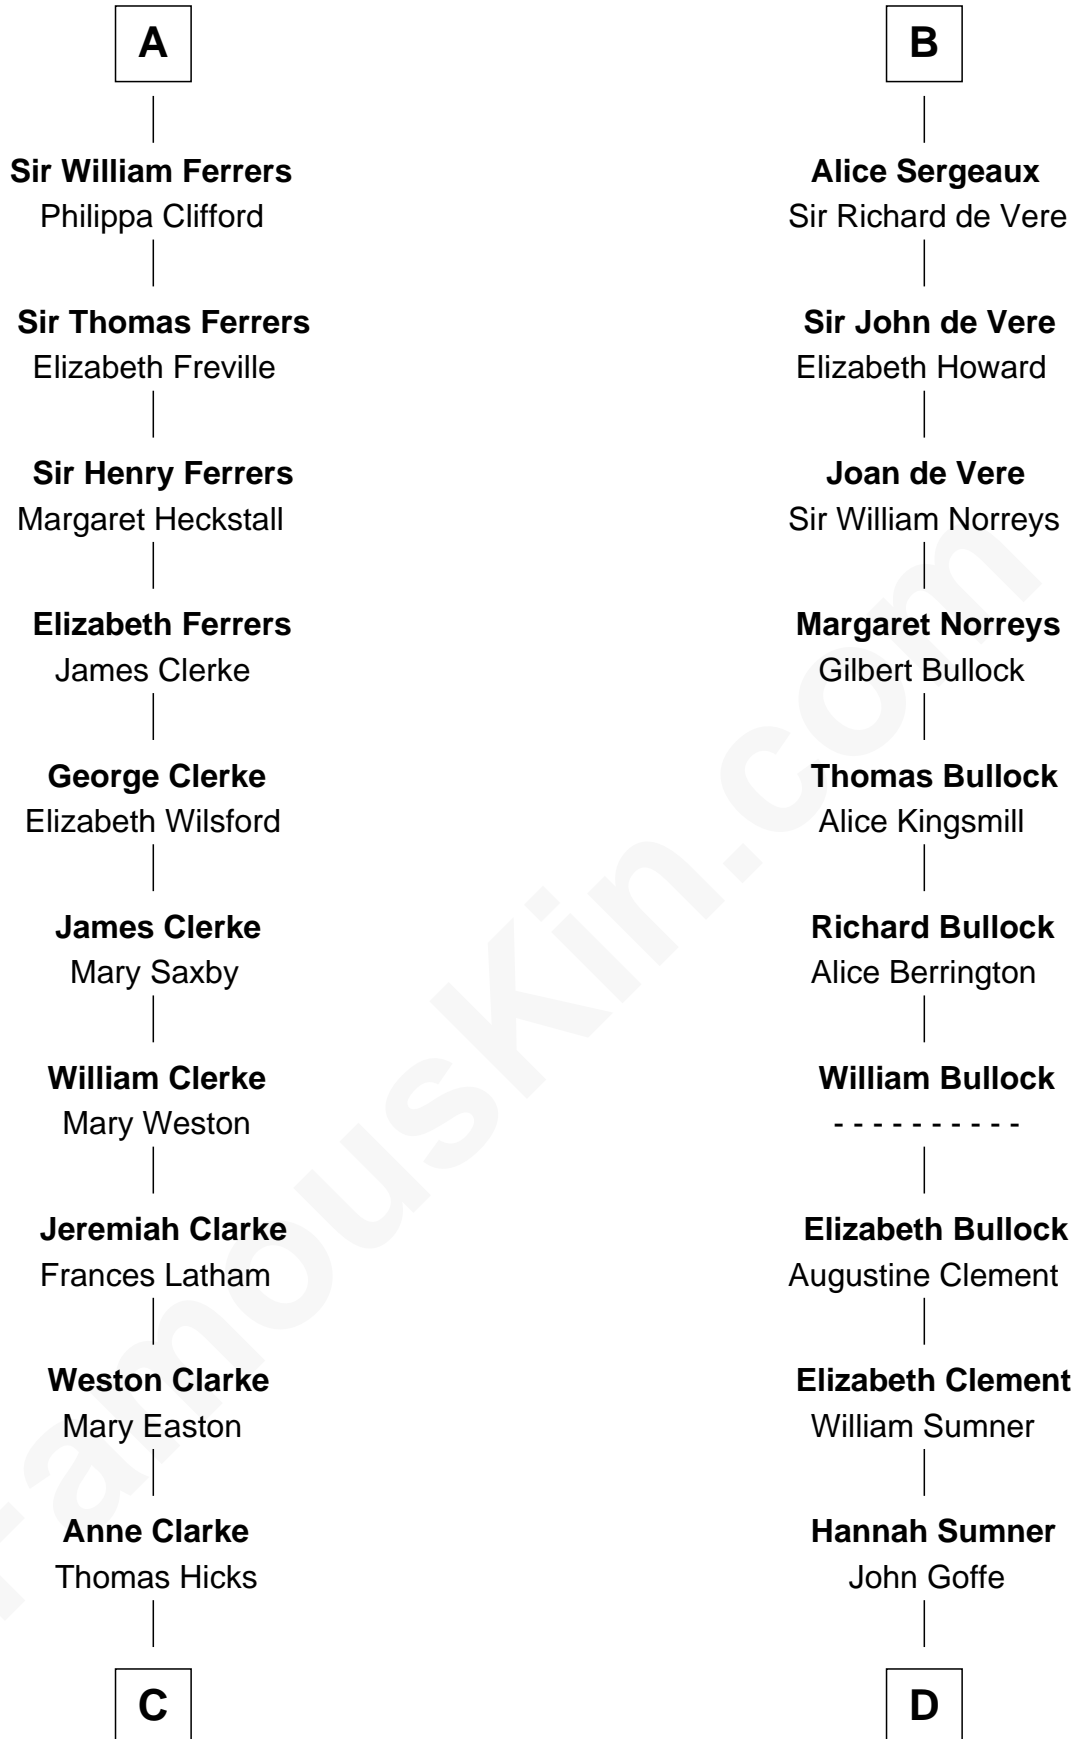 A
Sir William Ferrers
Philippa Clifford
Sir Thomas Ferrers
Elizabeth Freville
Sir Henry Ferrers
Margaret Heckstall
Elizabeth Ferrers
James Clerke
George Clerke
Elizabeth Wilsford
James Clerke
Mary Saxby
William Clerke
Mary Weston
Jeremiah Clarke
Frances Latham
Weston Clarke
Mary Easton
Anne Clarke
Thomas Hicks
C
B
Alice Sergeaux
Sir Richard de Vere
Sir John de Vere
Elizabeth Howard
Joan de Vere
Sir William Norreys
Margaret Norreys
Gilbert Bullock
Thomas Bullock
Alice Kingsmill
Richard Bullock
Alice Berrington
William Bullock
- - - - - - - - - -
Elizabeth Bullock
Augustine Clement
Elizabeth Clement
William Sumner
Hannah Sumner
John Goffe
D
FamousKin.com